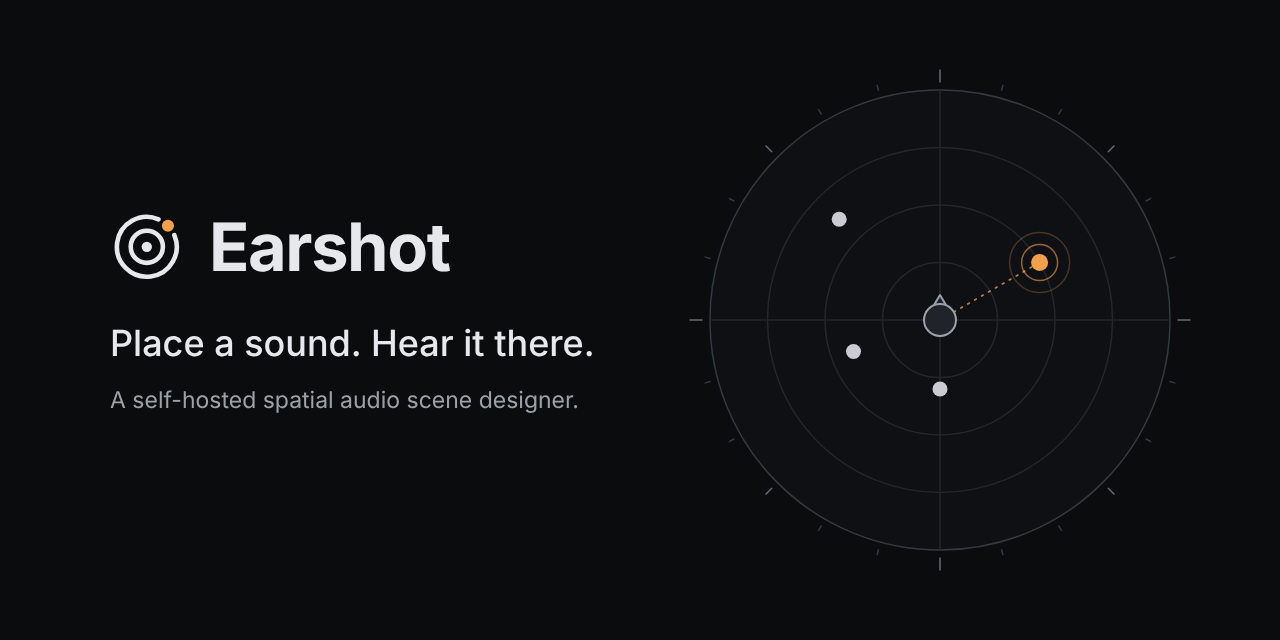 Earshot
Place a sound. Hear it there.
A self-hosted spatial audio scene designer.